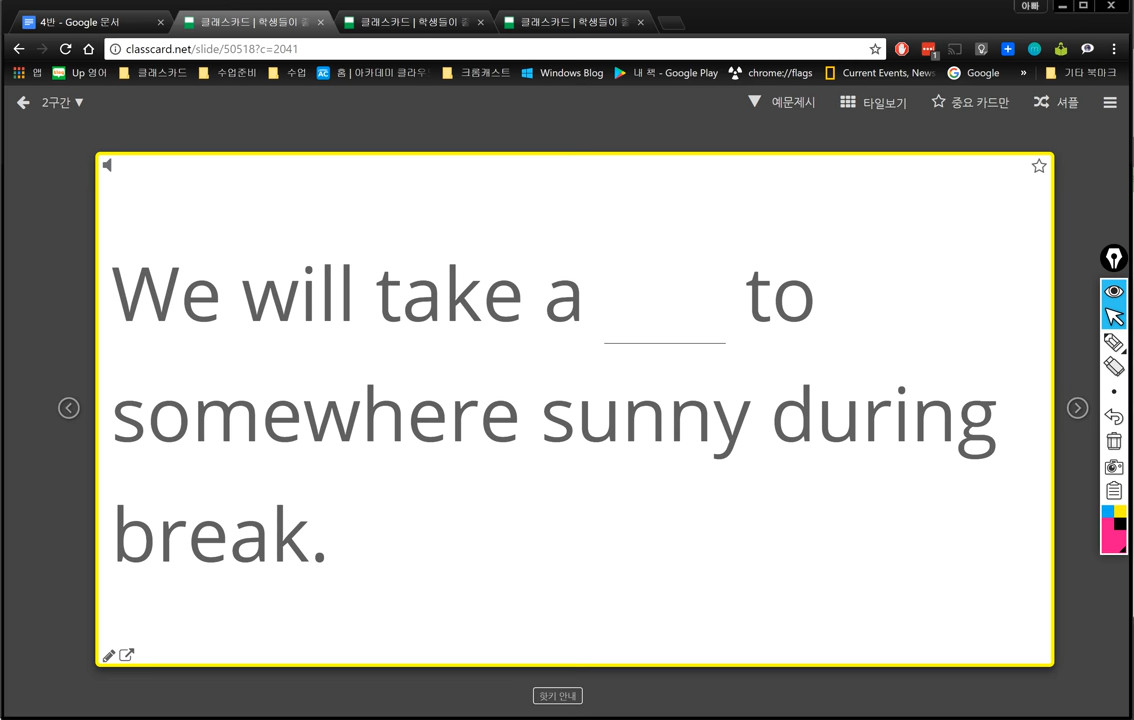 아빠
4반 - Google 문서
클래스카드 | 학생들이 줄
클래스카드 | 학생들이 줄
클래스카드 | 학생들이 줄
classcard.net/slide/50518?c=2041
앱 Up 영어 클래스카드 수업준비 수업 AC 홈 | 아카데미 클라우 크롬캐스트 Windows Blog 내 책 - Google Play chrome://flags Current Events, News Google » 기타 북마크
2구간 ▼ ▼ 예문제시 타일보기 중요 카드만 셔플
We will take a ____ to
somewhere sunny during
break.
핫키 안내